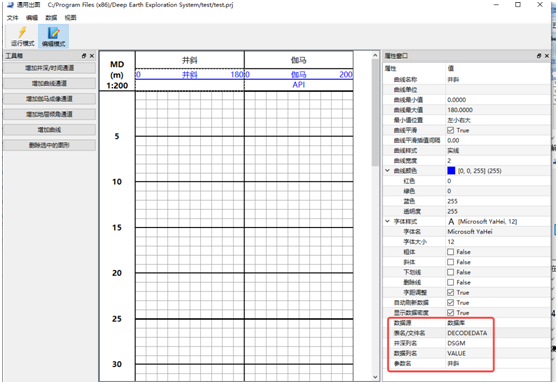 通用出图 C:/Program Files (x86)/Deep Earth Exploration System/test/test.prj
文件 编辑 数据 视图
运行模式 编辑模式
工具箱
增加井深/时间通道
增加曲线通道
增加伽马成像通道
增加地层倾角通道
增加曲线
删除选中的图形
MD
(m)
1:200
井斜 伽马
0 井斜 180 0 伽马 200
API
5
10
15
20
25
30
属性窗口
属性 值
曲线名称 井斜
曲线单位
曲线最小值 0.0000
曲线最大值 180.0000
最小值位置 左小右大
曲线平滑 True
曲线平滑插值间隔 0.00
曲线样式 实线
曲线宽度 2
曲线颜色 [0, 0, 255] (255)
红色 0
绿色 0
蓝色 255
透明度 255
字体样式 A [Microsoft YaHei, 12]
字体名 Microsoft YaHei
字体大小 12
粗体 False
斜体 False
下划线 False
删除线 False
字距调整 True
自动刷新数据 True
显示数据密度 True
数据源 数据库
表名/文件名 DECODEDATA
井深列名 DSGM
数据列名 VALUE
参数名 井斜